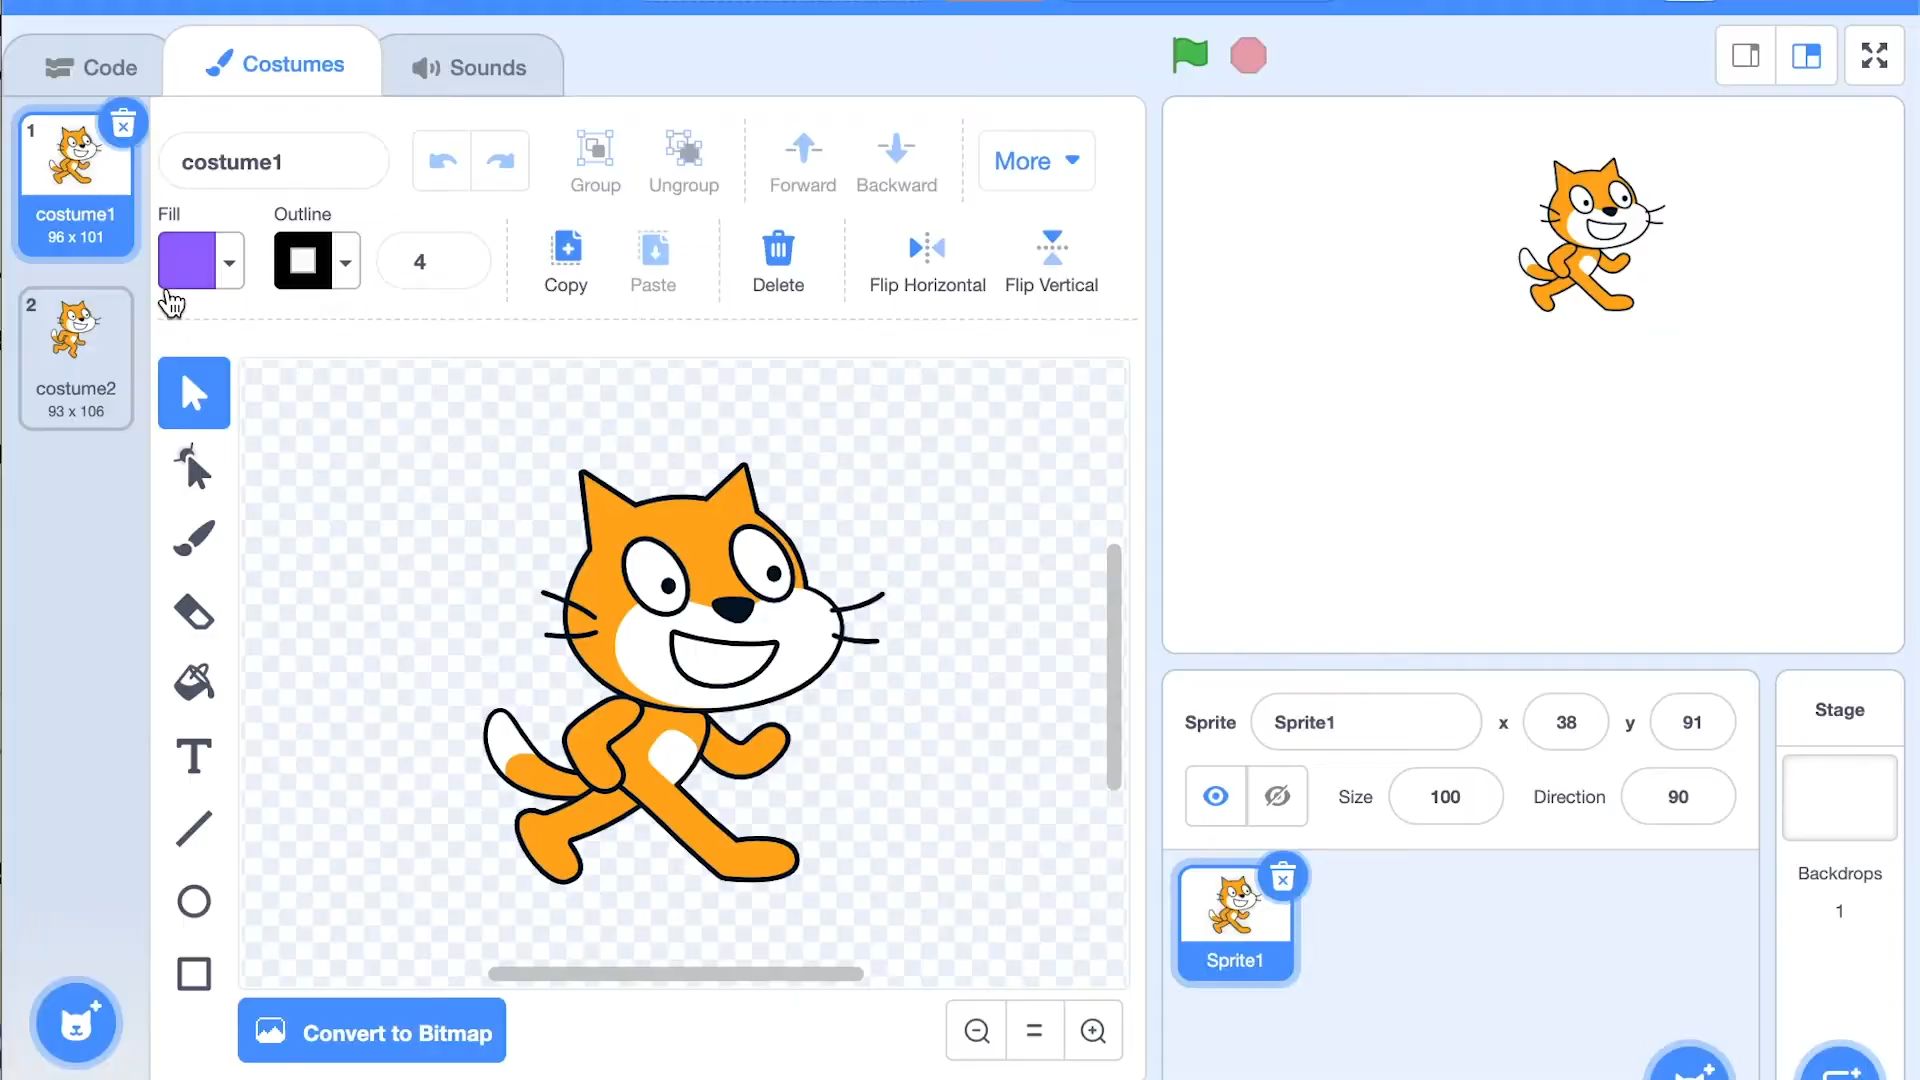 Code
Costumes
Sounds
1
costume1
96 x 101
2
costume2
93 x 106
costume1
Group
Ungroup
Forward
Backward
More
Fill
Outline
4
Copy
Paste
Delete
Flip Horizontal
Flip Vertical
T
Convert to Bitmap
Sprite
Sprite1
x
38
y
91
Size
100
Direction
90
Sprite1
Stage
Backdrops
1